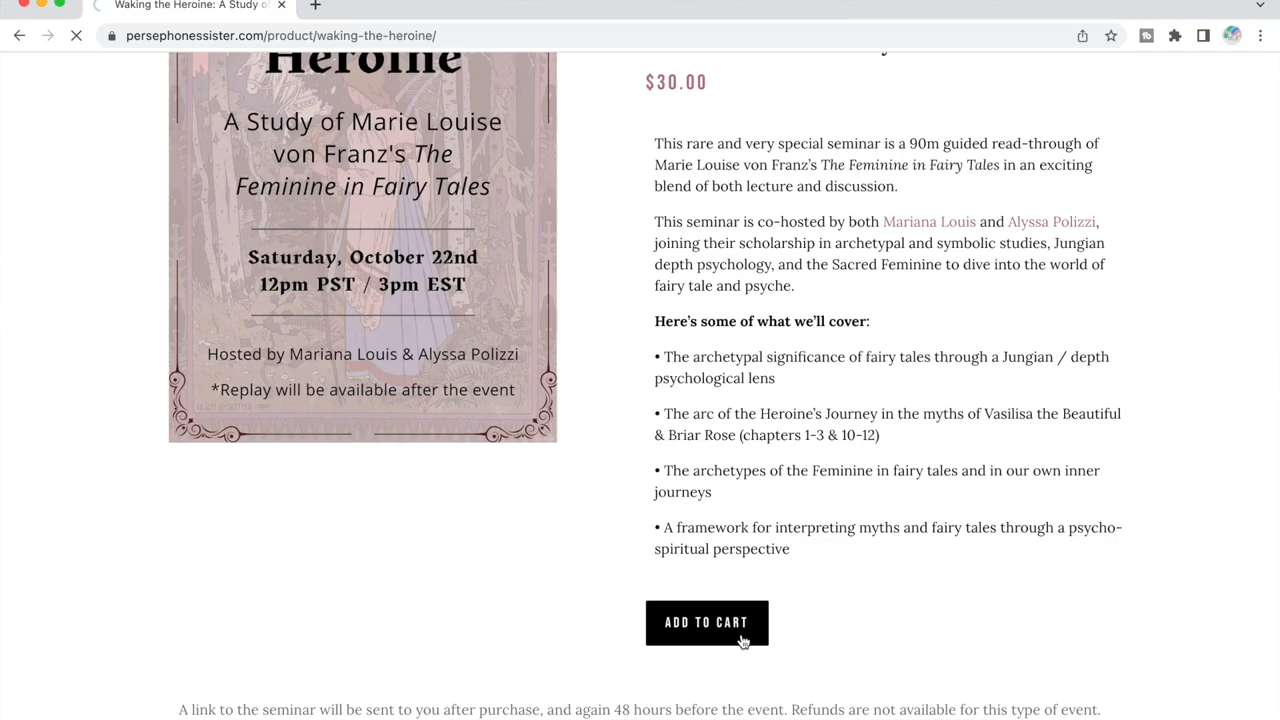 Waking the Heroine: A Study o
persephonessister.com/product/waking-the-heroine/
Heroine
A Study of Marie Louise
von Franz's The
Feminine in Fairy Tales
Saturday, October 22nd
12pm PST / 3pm EST
Hosted by Mariana Louis & Alyssa Polizzi
*Replay will be available after the event
$30.00
This rare and very special seminar is a 90m guided read-through of
Marie Louise von Franz’s The Feminine in Fairy Tales in an exciting
blend of both lecture and discussion.
This seminar is co-hosted by both Mariana Louis and Alyssa Polizzi,
joining their scholarship in archetypal and symbolic studies, Jungian
depth psychology, and the Sacred Feminine to dive into the world of
fairy tale and psyche.
Here’s some of what we’ll cover:
• The archetypal significance of fairy tales through a Jungian / depth
psychological lens
• The arc of the Heroine’s Journey in the myths of Vasilisa the Beautiful
& Briar Rose (chapters 1-3 & 10-12)
• The archetypes of the Feminine in fairy tales and in our own inner
journeys
• A framework for interpreting myths and fairy tales through a psycho-
spiritual perspective
ADD TO CART
A link to the seminar will be sent to you after purchase, and again 48 hours before the event. Refunds are not available for this type of event.